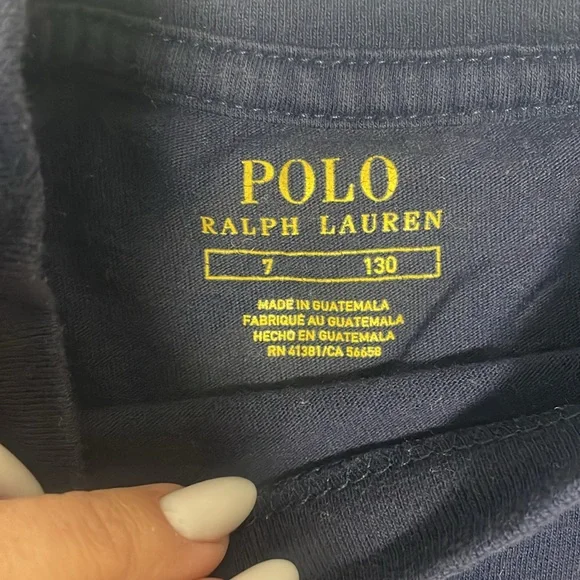 POLO
RALPH LAUREN
7 130
MADE IN GUATEMALA
FABRIQUÉ AU GUATEMALA
HECHO EN GUATEMALA
RN 41381/CA 56658